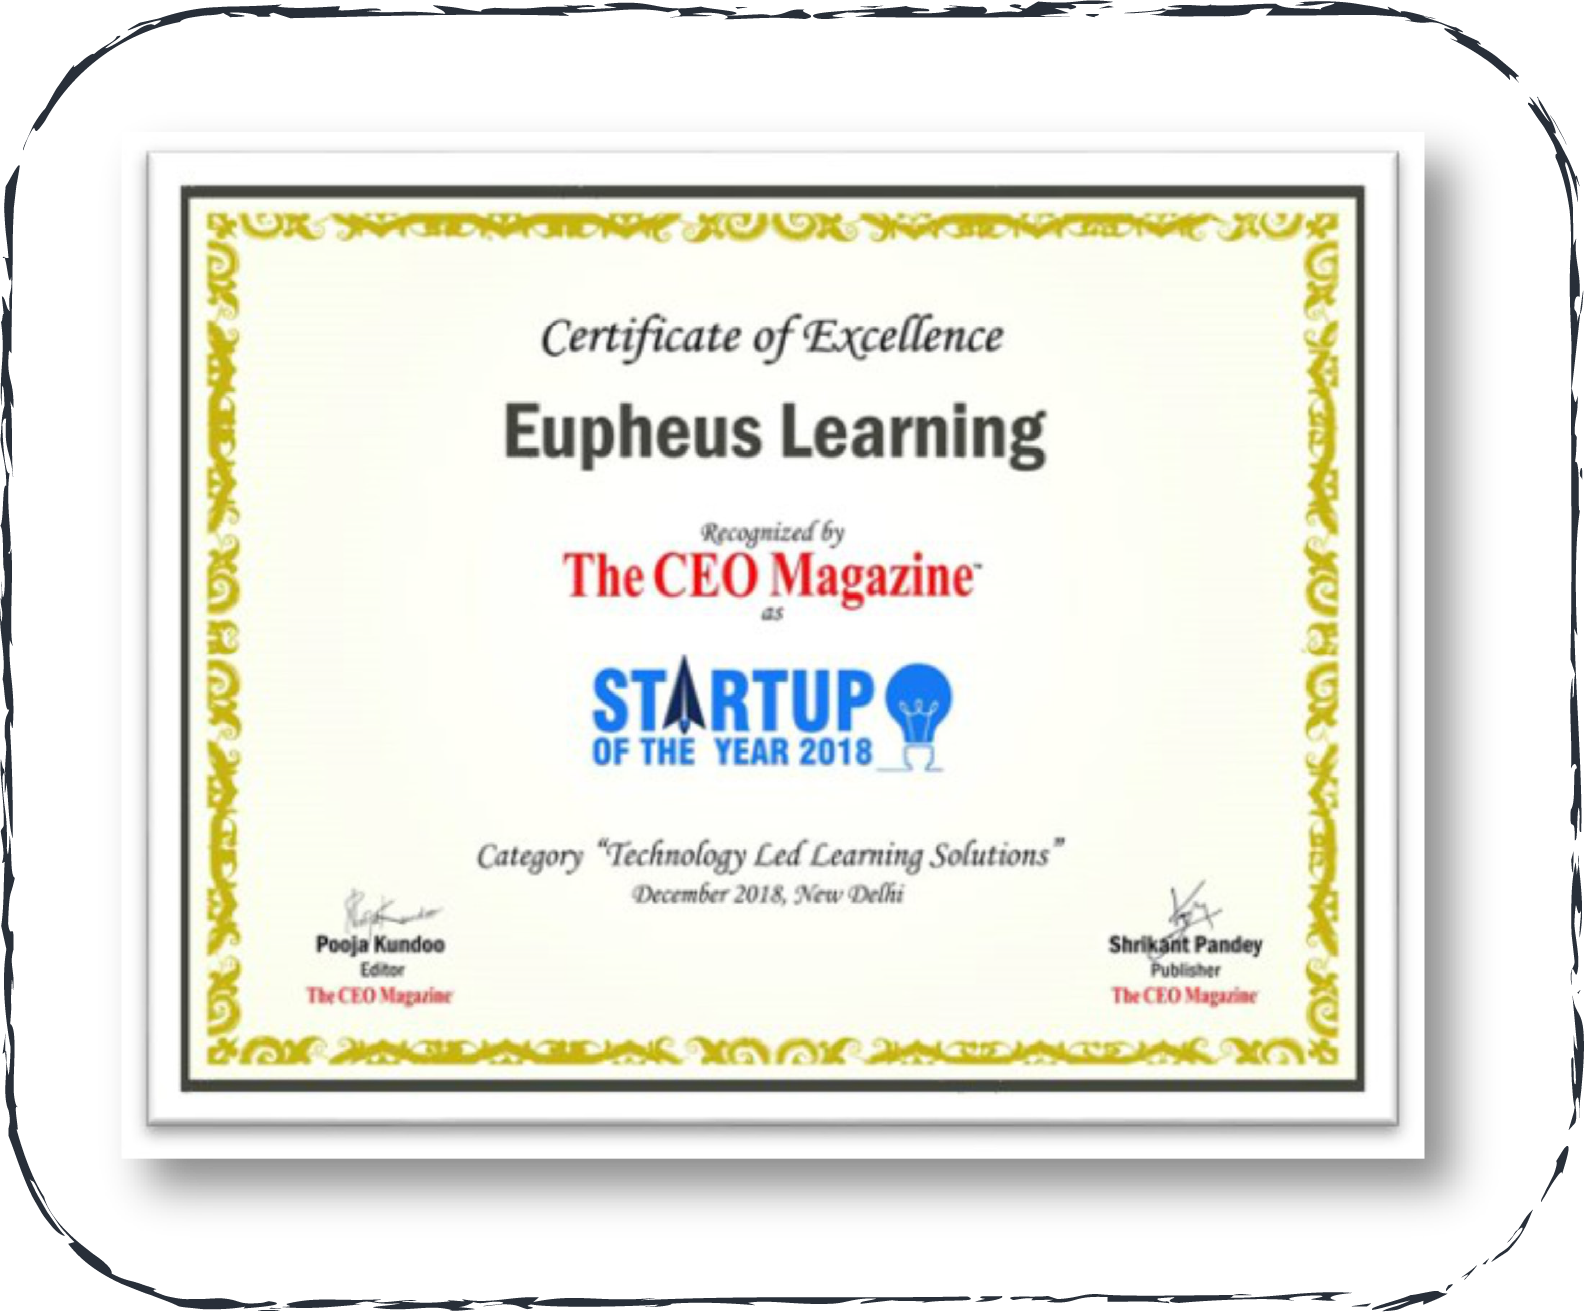 Certificate of Excellence
Eupheus Learning
Recognized by
The CEO Magazine™
as
STARTUP
OF THE YEAR 2018
Category "Technology Led Learning Solutions"
December 2018, New Delhi
Pooja Kundoo
Editor
The CEO Magazine
Shrikant Pandey
Publisher
The CEO Magazine